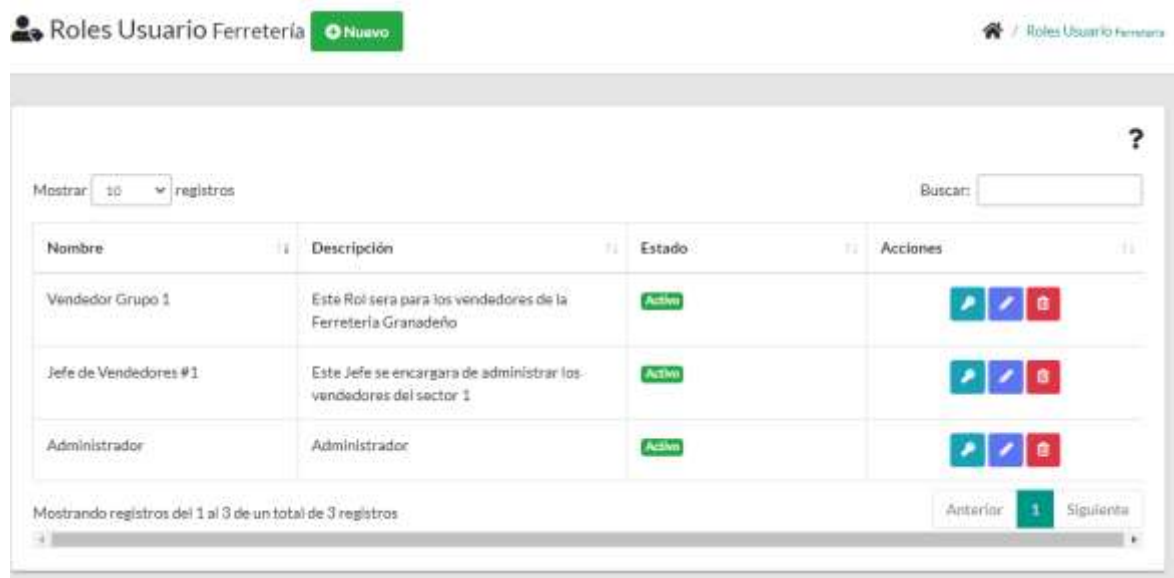 Roles Usuario Ferretería Nuevo
/ Roles Usuario Ferretería
?
Mostrar 10 registros
Buscar:
Nombre Descripción Estado Acciones
Vendedor Grupo 1 Este Rol sera para los vendedores de la Activo
Ferretería Granadeño
Jefe de Vendedores #1 Este Jefe se encargara de administrar los Activo
vendedores del sector 1
Administrador Administrador Activo
Mostrando registros del 1 al 3 de un total de 3 registros
Anterior 1 Siguiente